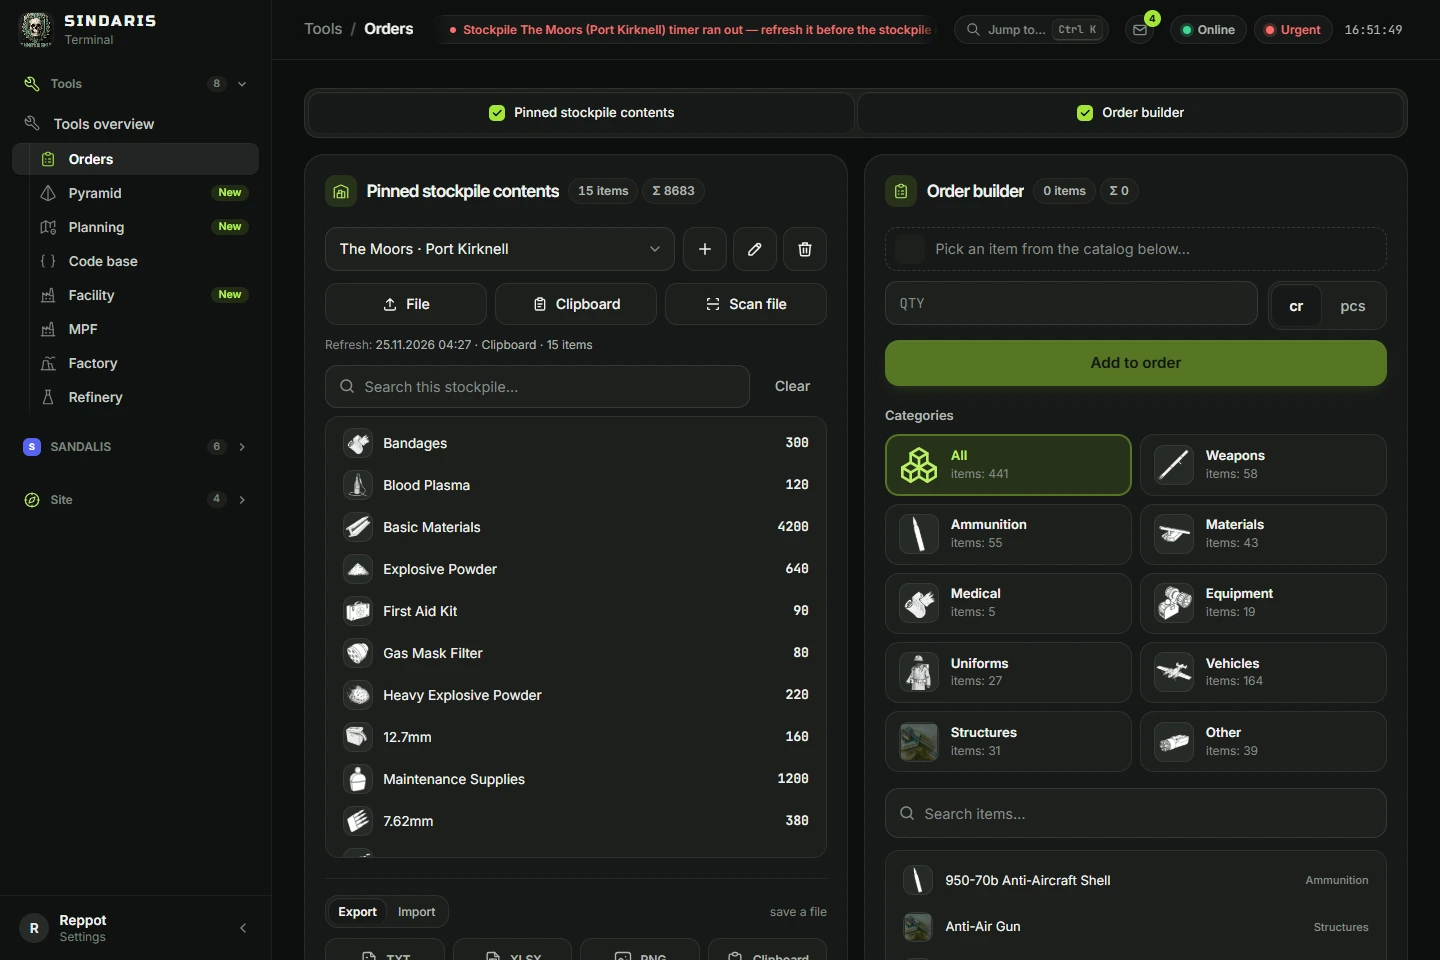 SINDARIS
Terminal
Tools 8
Tools overview
Orders
Pyramid New
Planning New
Code base
Facility New
MPF
Factory
Refinery
S SANDALIS 6
Site 4
R Reppot
Settings
Tools / Orders
Stockpile The Moors (Port Kirknell) timer ran out — refresh it before the stockpile
Jump to... Ctrl K
4
Online
Urgent
16:51:49
Pinned stockpile contents
Order builder
Pinned stockpile contents 15 items Σ 8683
The Moors · Port Kirknell
File
Clipboard
Scan file
Refresh: 25.11.2026 04:27 · Clipboard · 15 items
Search this stockpile...
Clear
Bandages 300
Blood Plasma 120
Basic Materials 4200
Explosive Powder 640
First Aid Kit 90
Gas Mask Filter 80
Heavy Explosive Powder 220
12.7mm 160
Maintenance Supplies 1200
7.62mm 380
Export Import save a file
TXT XLSX PNG Clipboard
Order builder 0 items Σ 0
Pick an item from the catalog below...
QTY
cr pcs
Add to order
Categories
All
items: 441
Weapons
items: 58
Ammunition
items: 55
Materials
items: 43
Medical
items: 5
Equipment
items: 19
Uniforms
items: 27
Vehicles
items: 164
Structures
items: 31
Other
items: 39
Search items...
950-70b Anti-Aircraft Shell Ammunition
Anti-Air Gun Structures